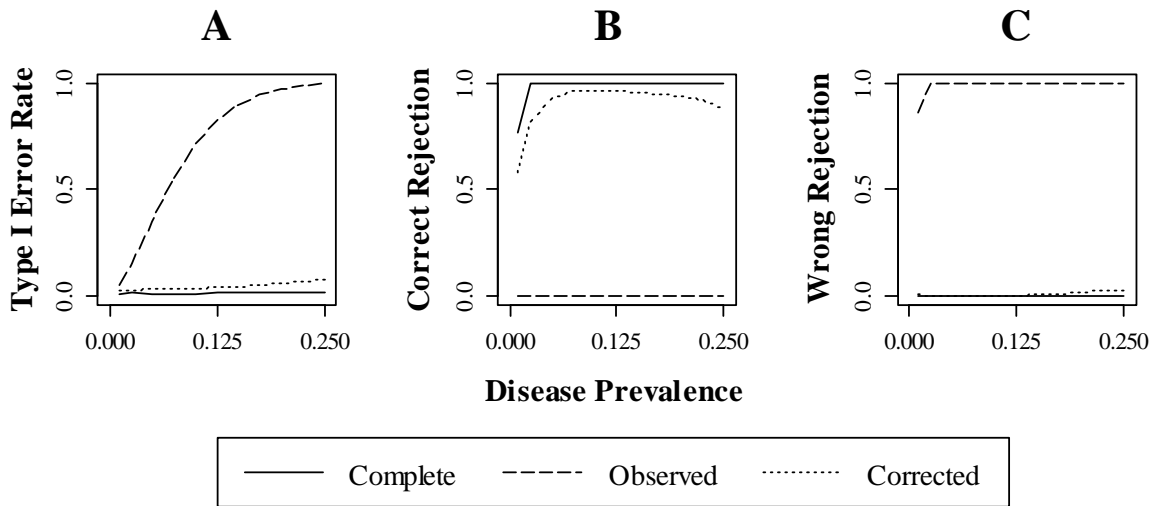 A
B
C
Type I Error Rate
0.0 0.5 1.0
0.000 0.125 0.250
Correct Rejection
0.0 0.5 1.0
0.000 0.125 0.250
Wrong Rejection
0.0 0.5 1.0
0.000 0.125 0.250
Disease Prevalence
Complete Observed Corrected